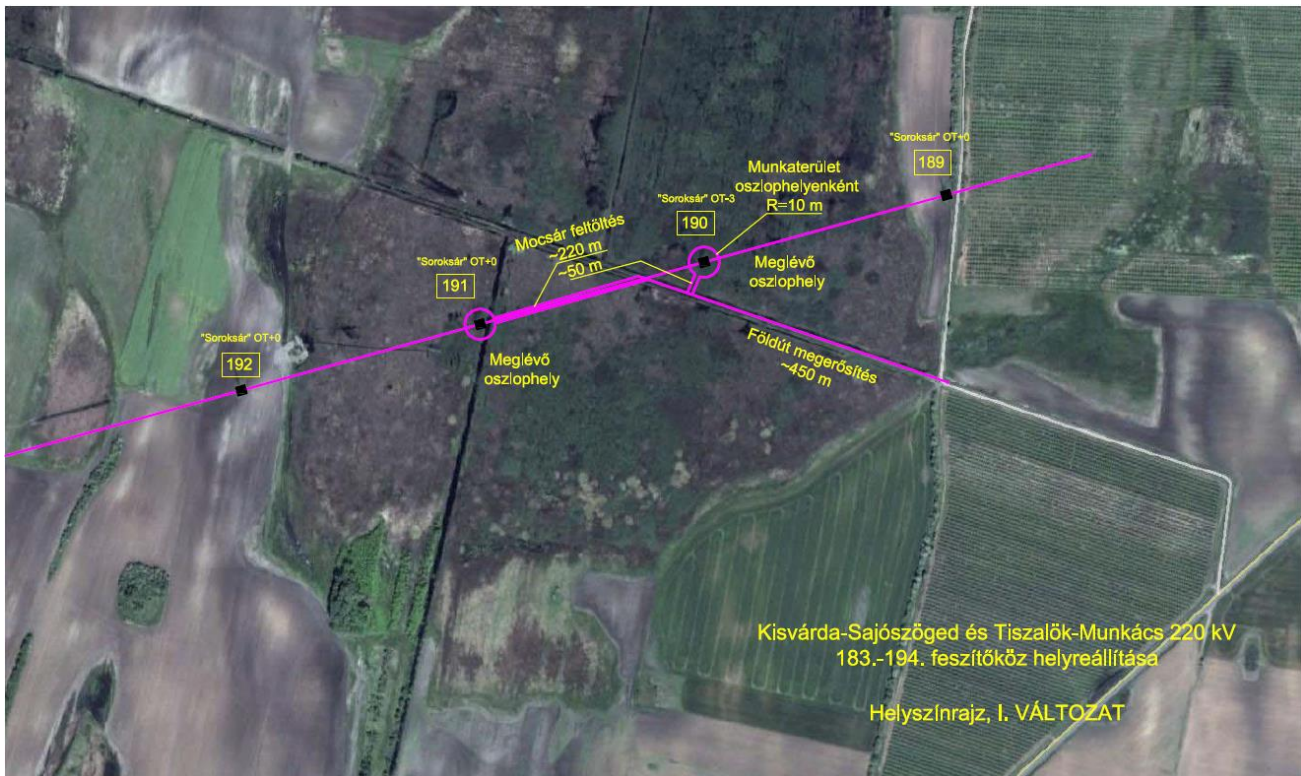 "Soroksár" OT+0
189
Munkaterület
oszlophelyenként
R=10 m
"Soroksár" OT-3
190
Mocsár feltöltés
~220 m
~50 m
Meglévő
oszlophely
"Soroksár" OT+0
191
"Soroksár" OT+0
192
Meglévő
oszlophely
Földút megerősítés
~450 m
Kisvárda-Sajószöged és Tiszalök-Munkács 220 kV
183.-194. feszítőköz helyreállítása
Helyszínrajz, I. VÁLTOZAT